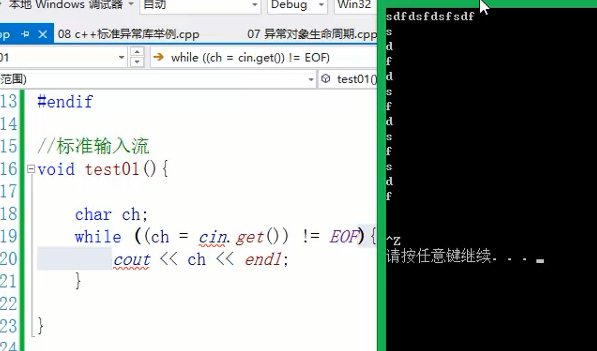 本地 Windows 调试器 自动 Debug Win32
pp 08 c++标准异常库举例.cpp 07 异常对象生命周期.cpp
01 while ((ch = cin.get()) != EOF)
范围) test01()
13 #endif
14
15 //标准输入流
16 void test01(){
17
18 char ch;
19 while ((ch = cin.get()) != EOF){
20 cout << ch << endl;
21 }
22
23 }
24
sdfdsfdsfsdf
s
d
f
d
s
f
d
s
f
s
d
f
^Z
请按任意键继续. . .